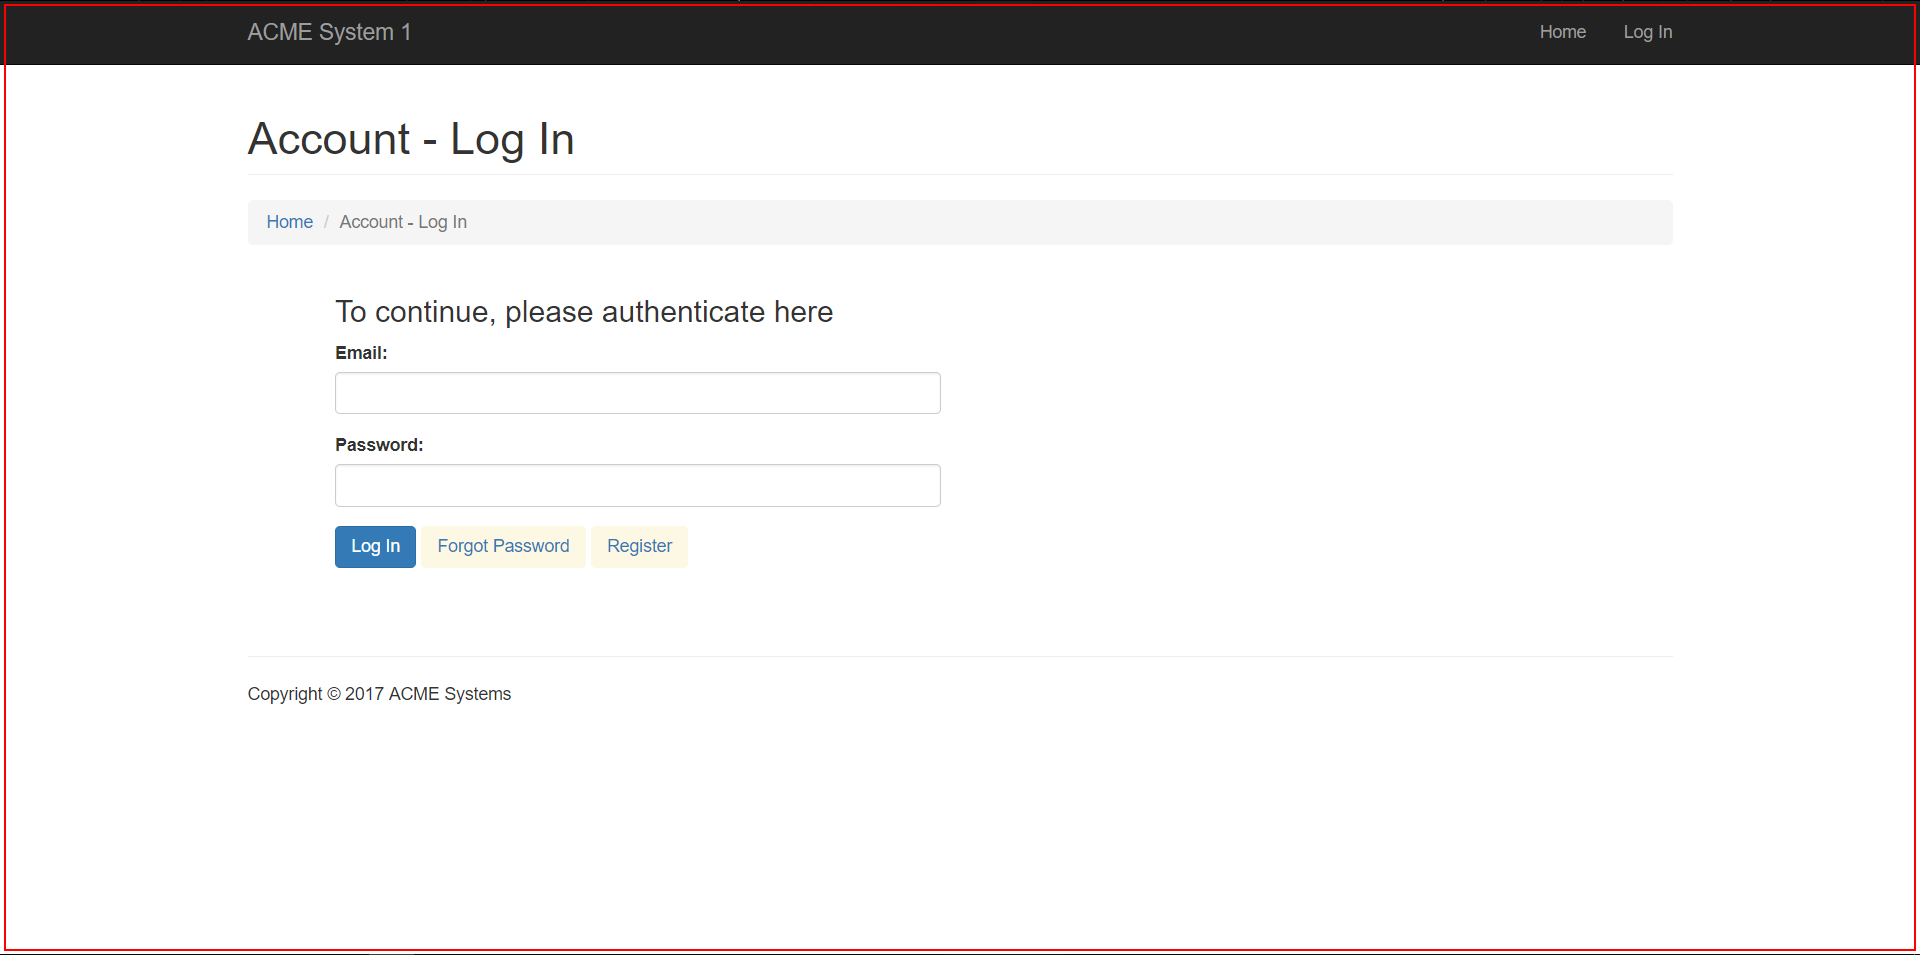 ACME System 1
Home Log In
Account - Log In
Home / Account - Log In
To continue, please authenticate here
Email:
Password:
Log In Forgot Password Register
Copyright © 2017 ACME Systems